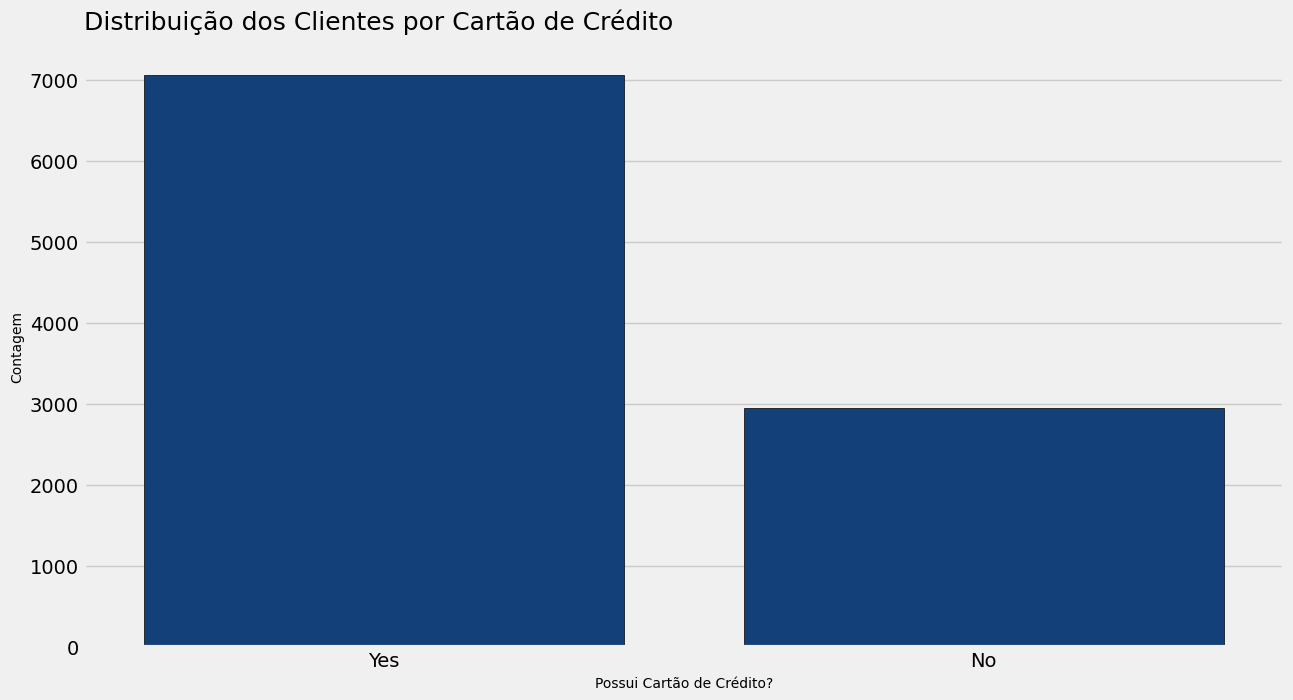 Distribuição dos Clientes por Cartão de Crédito
7000
6000
5000
4000
3000
2000
1000
0
Contagem
Yes
No
Possui Cartão de Crédito?